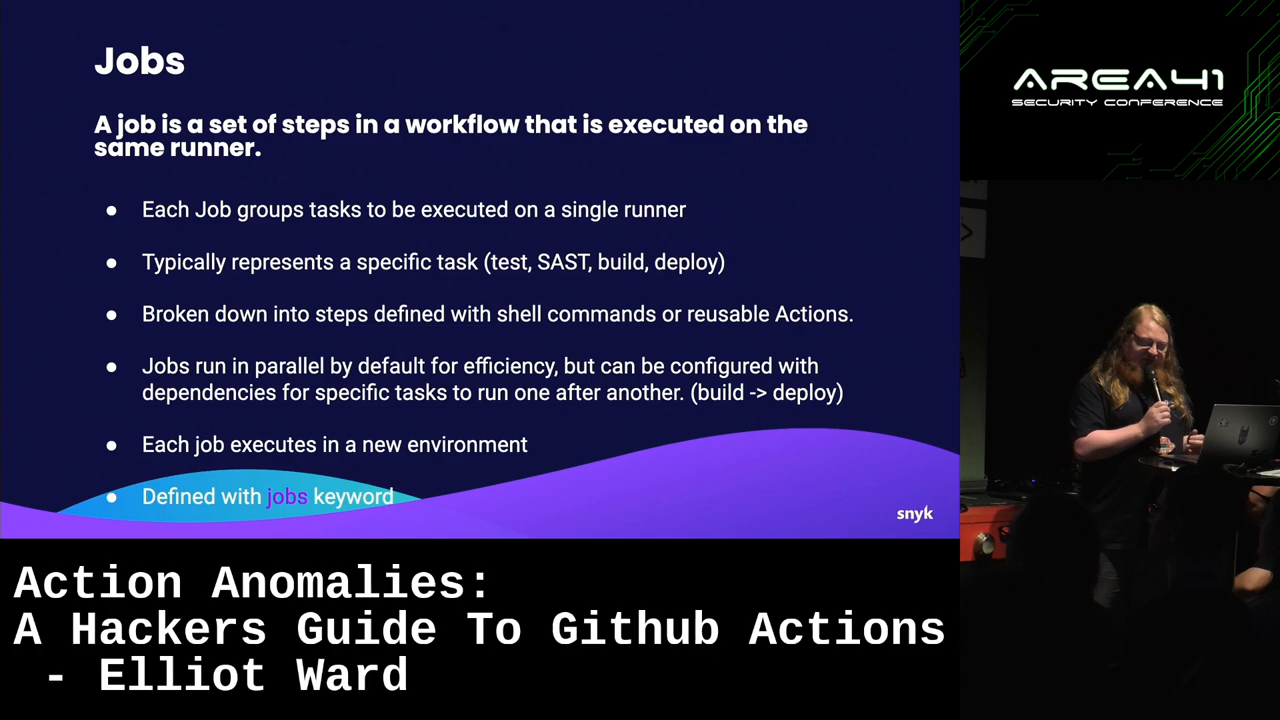 Jobs
A job is a set of steps in a workflow that is executed on the
same runner.
● Each Job groups tasks to be executed on a single runner
● Typically represents a specific task (test, SAST, build, deploy)
● Broken down into steps defined with shell commands or reusable Actions.
● Jobs run in parallel by default for efficiency, but can be configured with
dependencies for specific tasks to run one after another. (build -> deploy)
● Each job executes in a new environment
● Defined with jobs keyword
snyk
AREA41
SECURITY CONFERENCE
Action Anomalies:
A Hackers Guide To Github Actions
- Elliot Ward